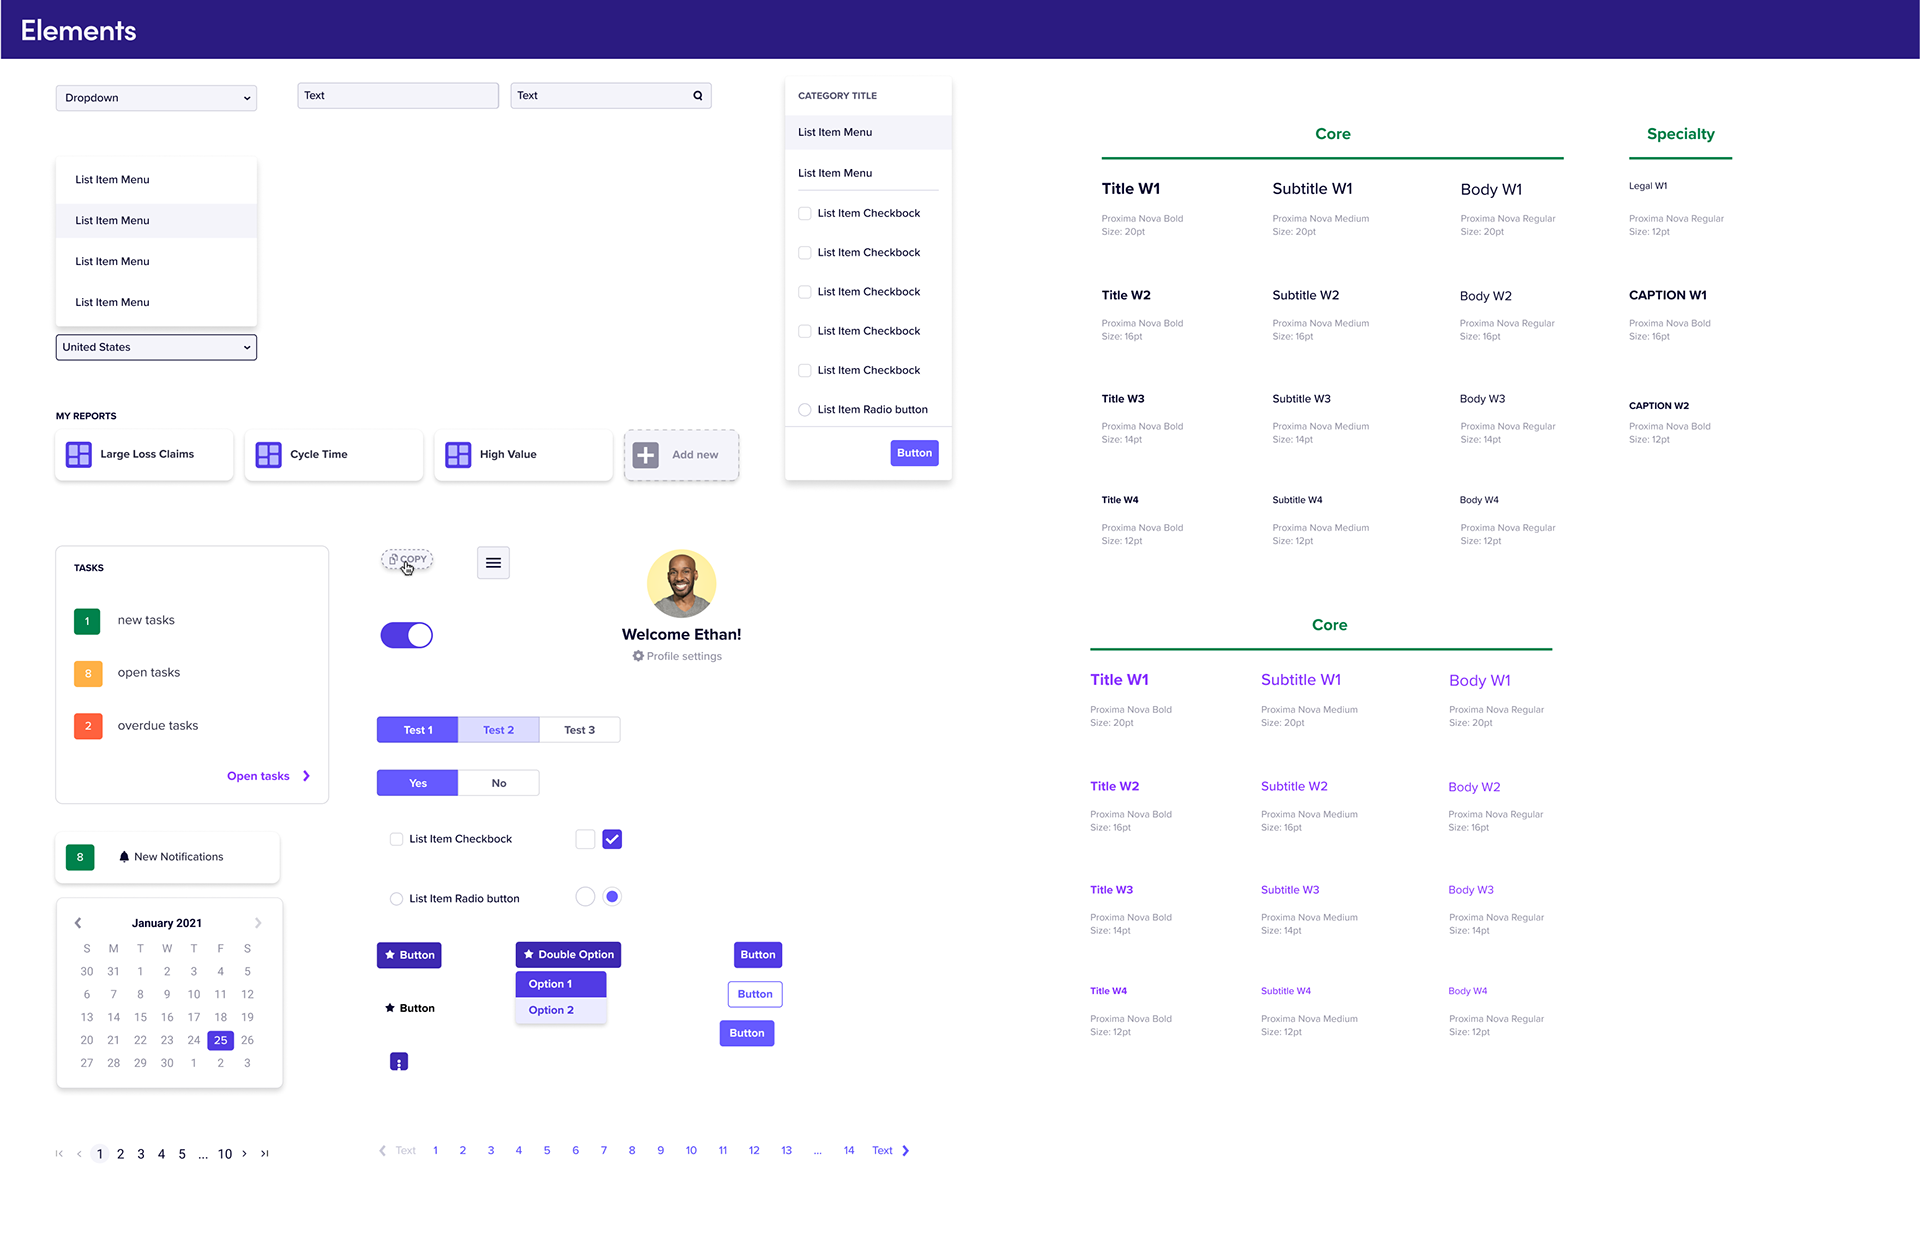 Elements
Dropdown
Text
Text
List Item Menu
List Item Menu
List Item Menu
List Item Menu
United States
CATEGORY TITLE
List Item Menu
List Item Menu
List Item Checkbock
List Item Checkbock
List Item Checkbock
List Item Checkbock
List Item Checkbock
List Item Radio button
Button
MY REPORTS
Large Loss Claims
Cycle Time
High Value
Add new
TASKS
1 new tasks
8 open tasks
2 overdue tasks
Open tasks
COPY
Welcome Ethan!
Profile settings
Test 1 Test 2 Test 3
Yes No
List Item Checkbock
List Item Radio button
8 New Notifications
January 2021
S M T W T F S
30 31 1 2 3 4 5
6 7 8 9 10 11 12
13 14 15 16 17 18 19
20 21 22 23 24 25 26
27 28 29 30 1 2 3
Button
Button
Double Option
Option 1
Option 2
Button
Button
Button
1 2 3 4 5 ... 10
Text 1 2 3 4 5 6 7 8 9 10 11 12 13 ... 14 Text
Core
Specialty
Title W1
Proxima Nova Bold
Size: 20pt
Subtitle W1
Proxima Nova Medium
Size: 20pt
Body W1
Proxima Nova Regular
Size: 20pt
Legal W1
Proxima Nova Regular
Size: 12pt
Title W2
Proxima Nova Bold
Size: 16pt
Subtitle W2
Proxima Nova Medium
Size: 16pt
Body W2
Proxima Nova Regular
Size: 16pt
CAPTION W1
Proxima Nova Bold
Size: 16pt
Title W3
Proxima Nova Bold
Size: 14pt
Subtitle W3
Proxima Nova Medium
Size: 14pt
Body W3
Proxima Nova Regular
Size: 14pt
CAPTION W2
Proxima Nova Bold
Size: 12pt
Title W4
Proxima Nova Bold
Size: 12pt
Subtitle W4
Proxima Nova Medium
Size: 12pt
Body W4
Proxima Nova Regular
Size: 12pt
Core
Title W1
Proxima Nova Bold
Size: 20pt
Subtitle W1
Proxima Nova Medium
Size: 20pt
Body W1
Proxima Nova Regular
Size: 20pt
Title W2
Proxima Nova Bold
Size: 16pt
Subtitle W2
Proxima Nova Medium
Size: 16pt
Body W2
Proxima Nova Regular
Size: 16pt
Title W3
Proxima Nova Bold
Size: 14pt
Subtitle W3
Proxima Nova Medium
Size: 14pt
Body W3
Proxima Nova Regular
Size: 14pt
Title W4
Proxima Nova Bold
Size: 12pt
Subtitle W4
Proxima Nova Medium
Size: 12pt
Body W4
Proxima Nova Regular
Size: 12pt